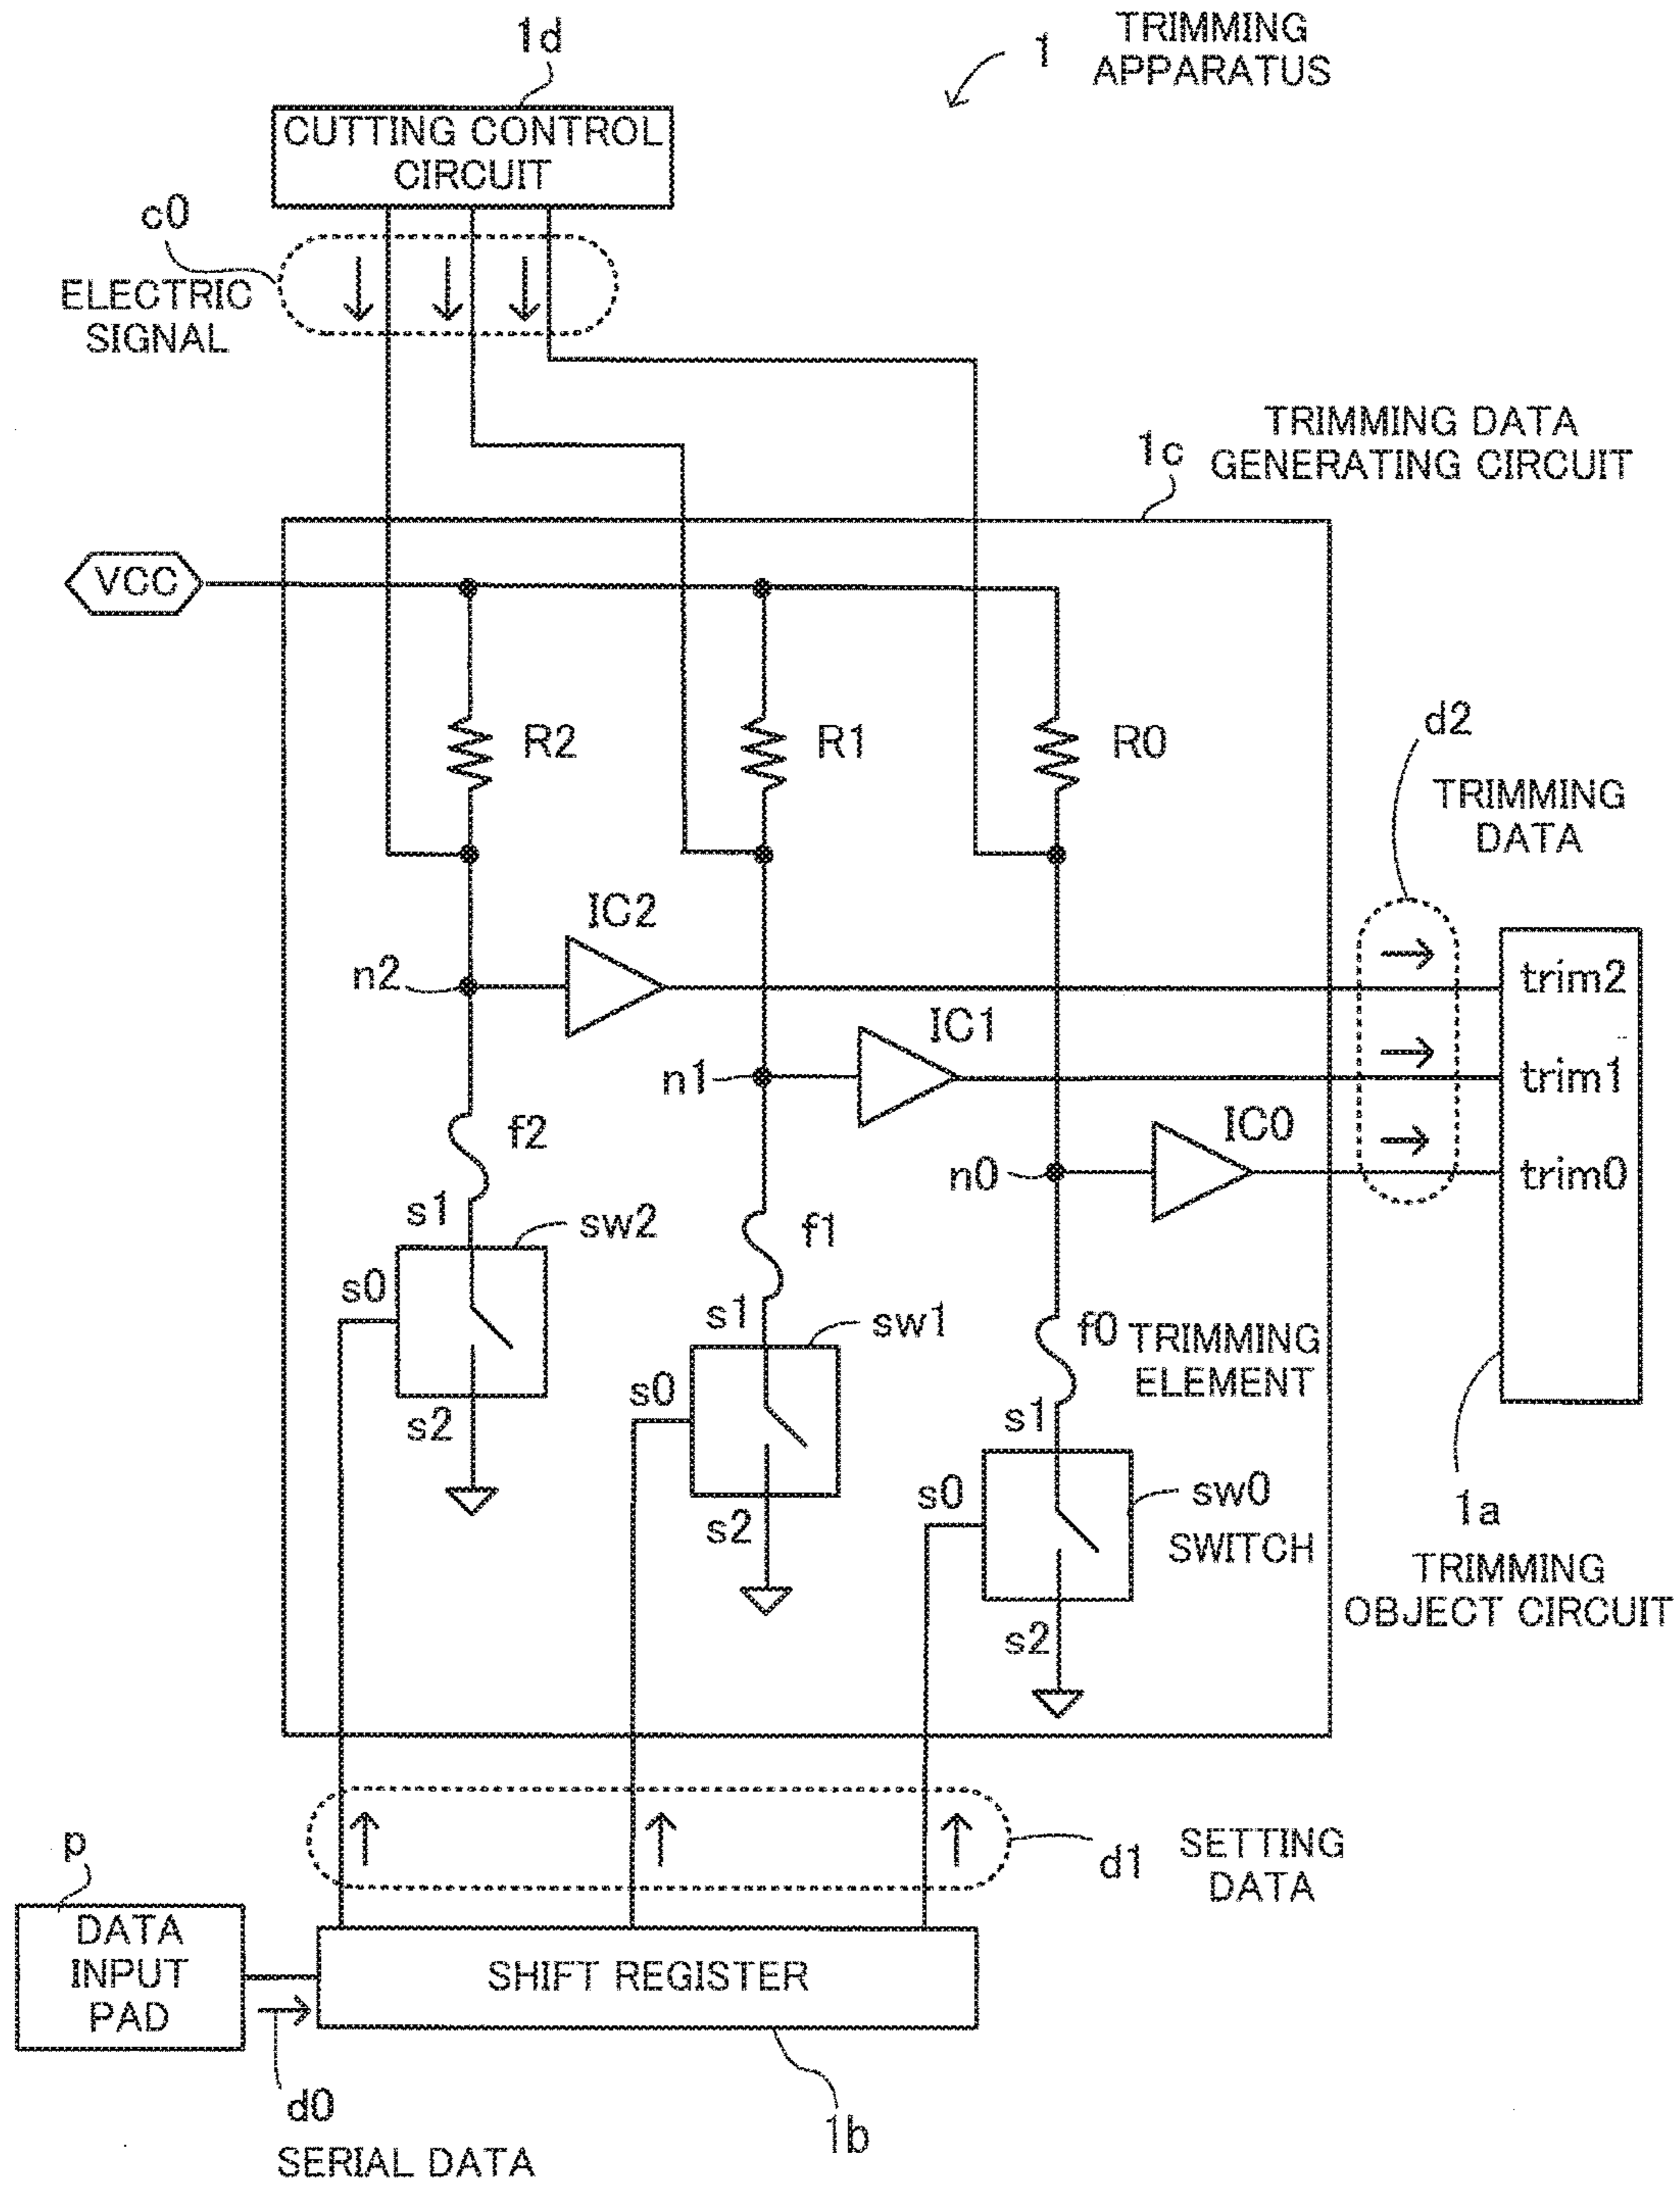 1d
1
TRIMMING
APPARATUS
CUTTING CONTROL
CIRCUIT
c0
ELECTRIC
SIGNAL
TRIMMING DATA
GENERATING CIRCUIT
1c
VCC
R2
R1
R0
d2
TRIMMING
DATA
IC2
n2
trim2
IC1
n1
trim1
IC0
n0
trim0
f2
s1
sw2
s0
s2
f1
s1
sw1
s0
s2
f0
TRIMMING
ELEMENT
s1
s0
sw0
SWITCH
s2
1a
TRIMMING
OBJECT CIRCUIT
d1
SETTING
DATA
p
DATA
INPUT
PAD
SHIFT REGISTER
d0
SERIAL DATA
1b